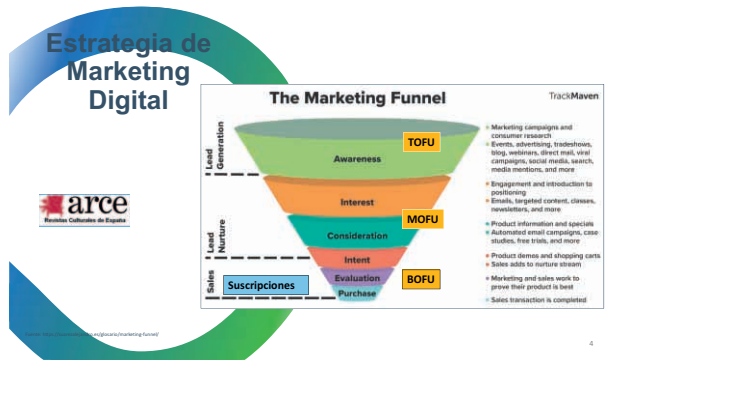 Estrategia de
Marketing
Digital
arce
Revistas Culturales de España
The Marketing Funnel
TrackMaven
Lead
Generation
Lead
Nurture
Sales
Awareness
Interest
Consideration
Intent
Evaluation
Purchase
TOFU
MOFU
BOFU
Suscripciones
Marketing campaigns and
consumer research
Events, advertising, tradeshows,
blog, webinars, direct mail, viral
campaigns, social media, search,
media mentions, and more
Engagement and introduction to
positioning
Emails, targeted content, classes,
newsletters, and more
Product information and specials
Automated email campaigns, case
studies, free trials, and more
Product demos and shopping carts
Sales adds to nurture stream
Marketing and sales work to
prove their product is best
Sales transaction is completed
4